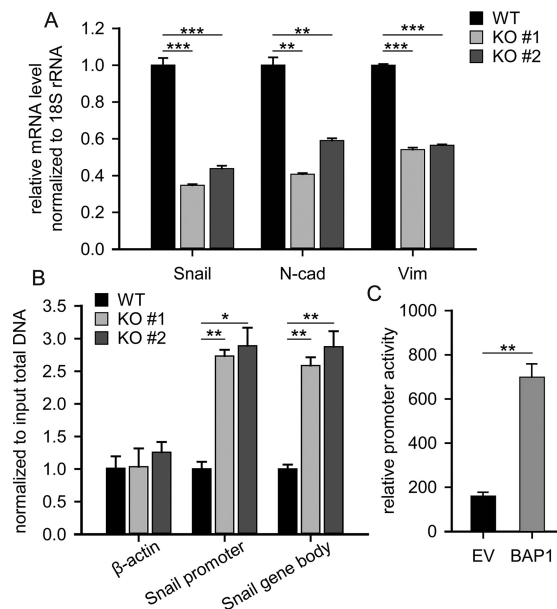 A
WT
KO #1
KO #2
relative mRNA level
normalized to 18S rRNA
1.2
1.0
0.8
0.6
0.4
0.2
0.0
***
***
**
**
***
***
Snail
N-cad
Vim
B
WT
KO #1
KO #2
normalized to input total DNA
3.5
3.0
2.5
2.0
1.5
1.0
0.5
0.0
*
**
**
**
β-actin
Snail promoter
Snail gene body
C
relative promoter activity
1000
800
600
400
200
0
**
EV
BAP1